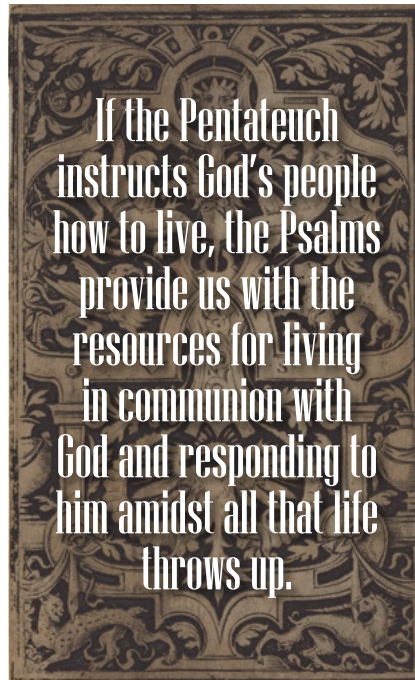 If the Pentateuch
instructs God's people
how to live, the Psalms
provide us with the
resources for living
in communion with
God and responding to
him amidst all that life
throws up.